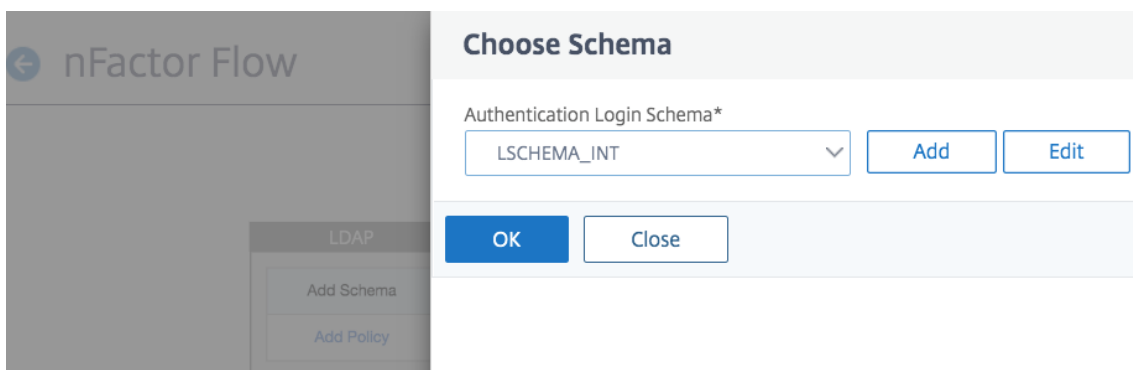 nFactor Flow
LDAP
Add Schema
Add Policy
Choose Schema
Authentication Login Schema*
LSCHEMA_INT
Add
Edit
OK
Close